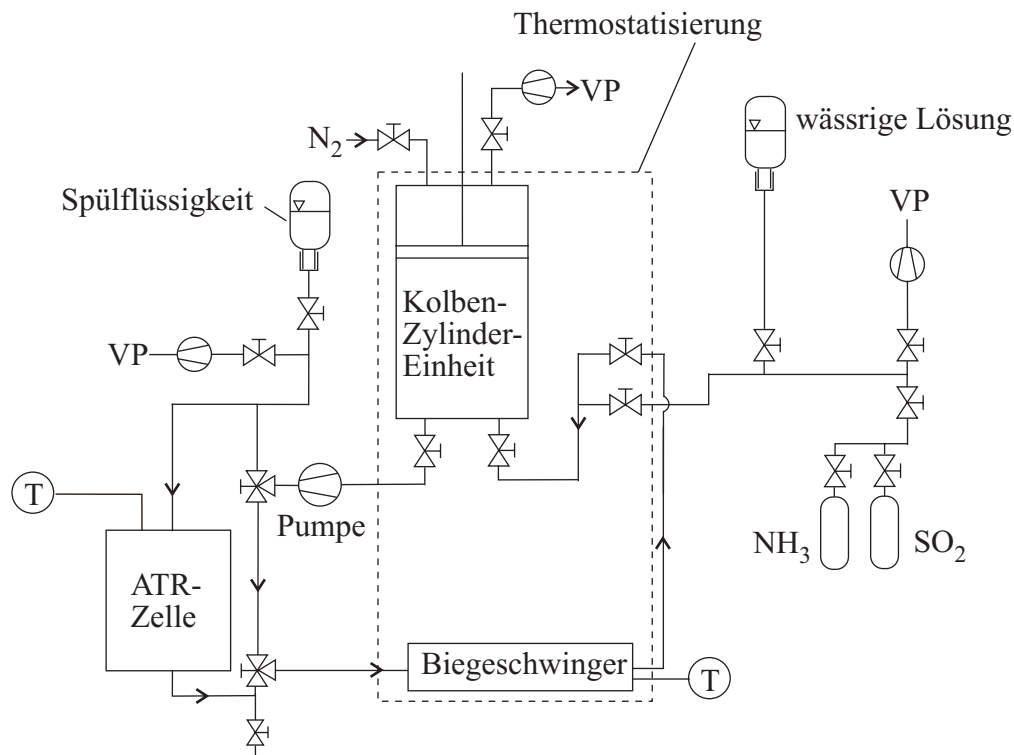 Thermostatisierung
VP
N2
wässrige Lösung
Spülflüssigkeit
VP
Kolben-
Zylinder-
Einheit
VP
T
Pumpe
NH3
SO2
ATR-
Zelle
Biegeschwinger
T